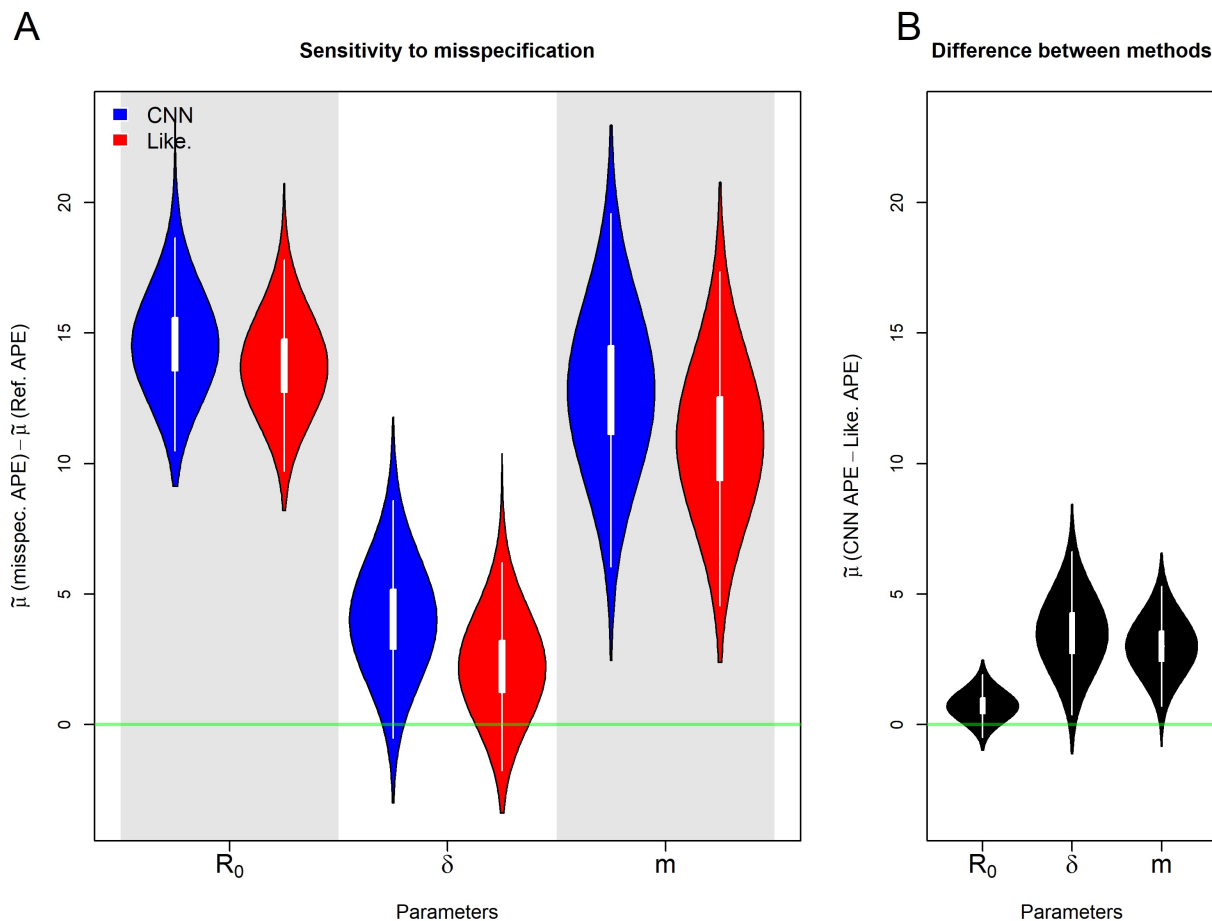 A
Sensitivity to misspecification
CNN
Like.
μ̃ (misspec. APE) – μ̃ (Ref. APE)
20
15
10
5
0
R₀ δ m
Parameters
B
Difference between methods
μ̃ (CNN APE – Like. APE)
20
15
10
5
0
R₀ δ m
Parameters